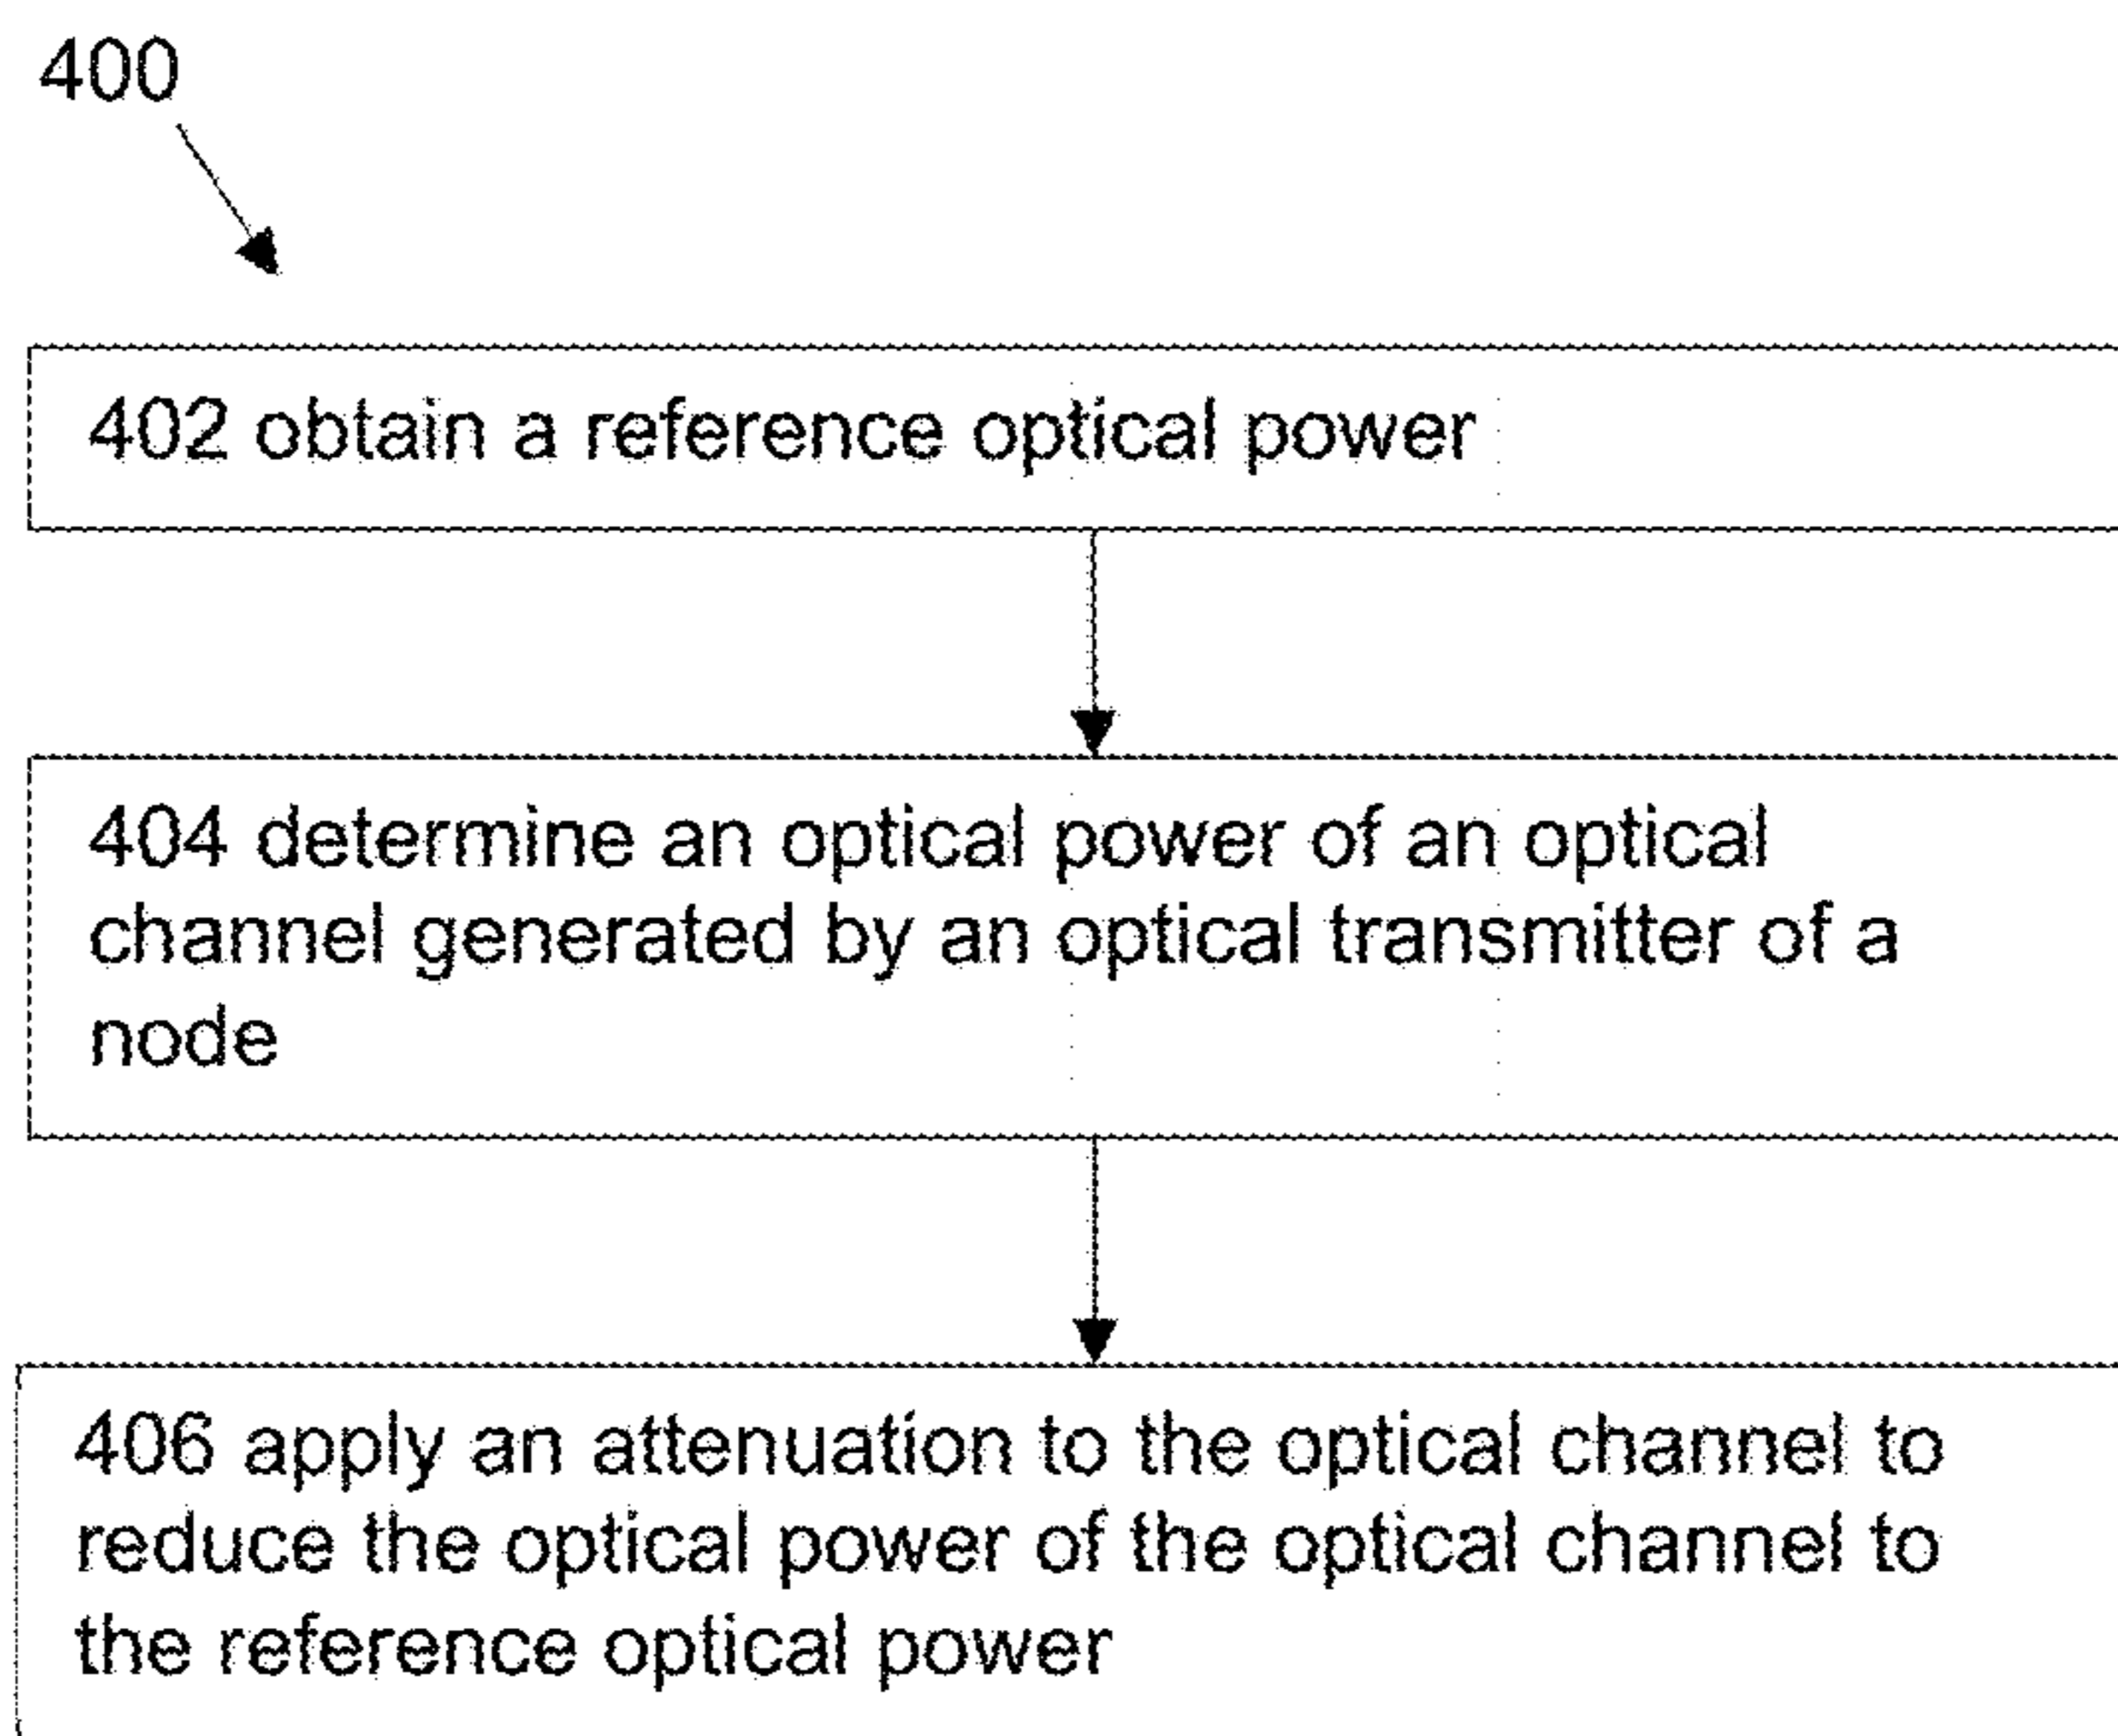 400
402 obtain a reference optical power
404 determine an optical power of an optical
channel generated by an optical transmitter of a
node
406 apply an attenuation to the optical channel to
reduce the optical power of the optical channel to
the reference optical power